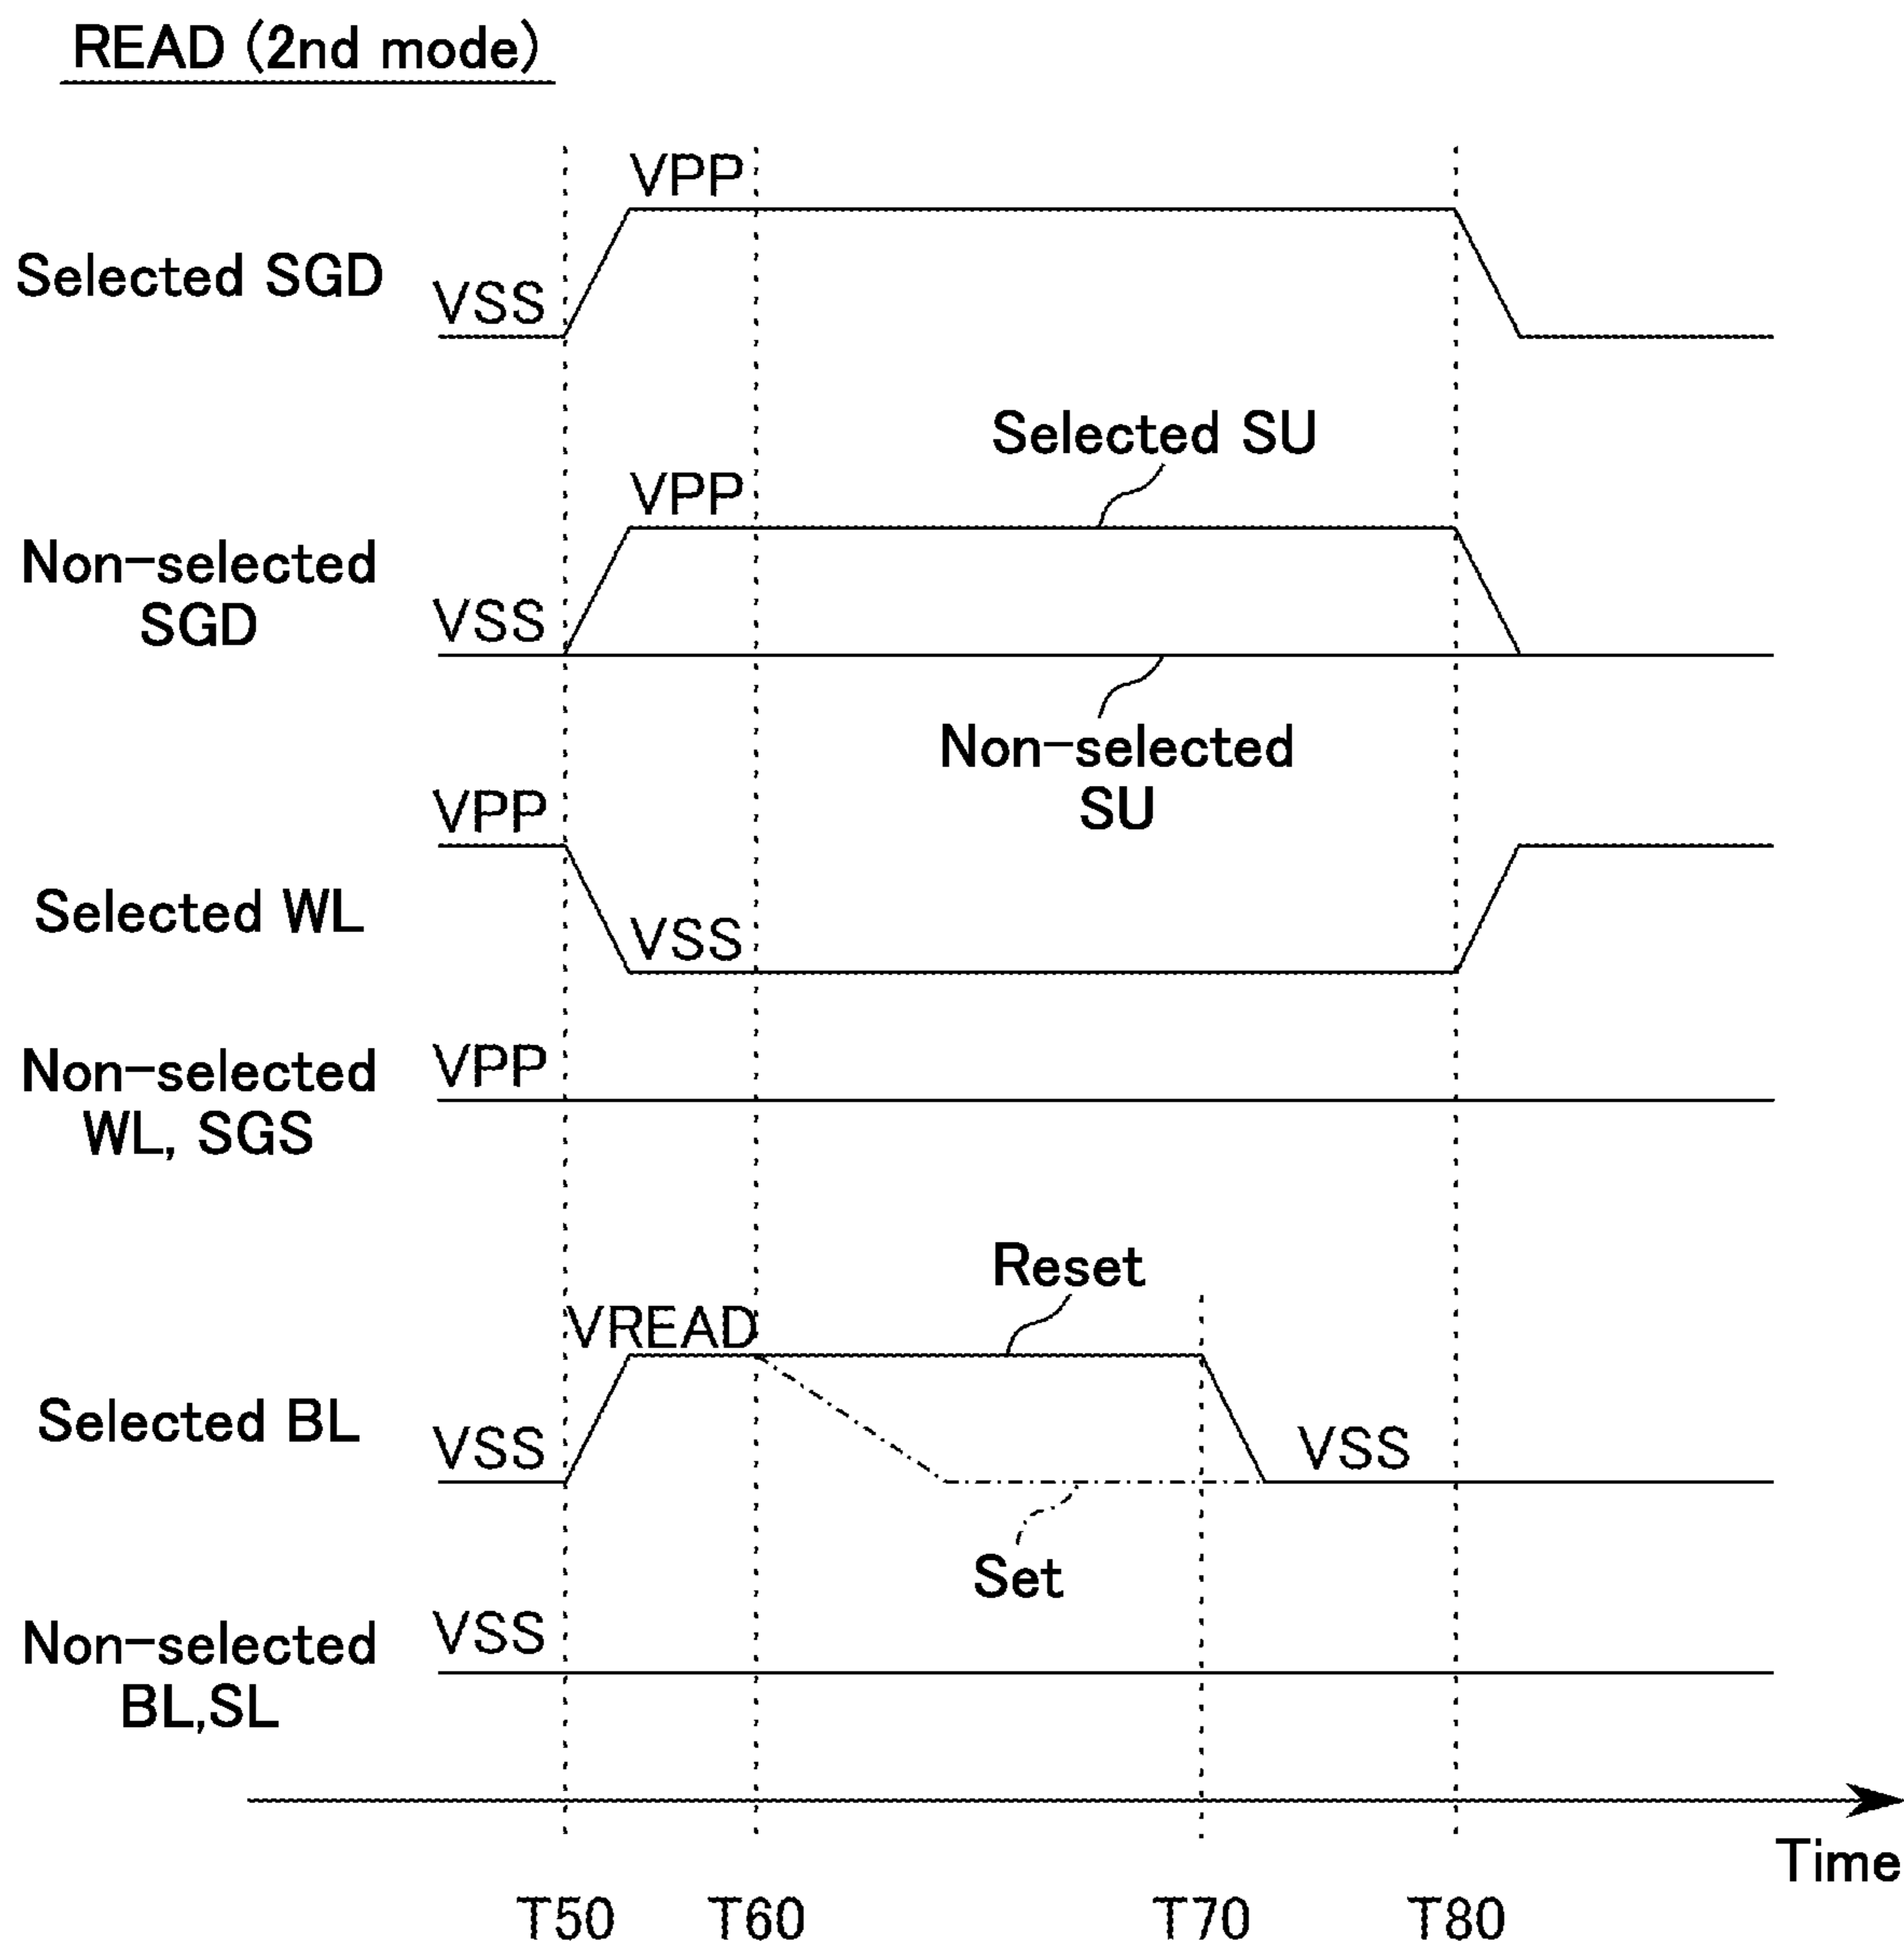 READ (2nd mode)
VPP
Selected SGD
VSS
Selected SU
VPP
Non-selected
SGD
VSS
Non-selected
SU
VPP
Selected WL
VSS
Non-selected
WL, SGS
VPP
Reset
VREAD
Selected BL
VSS
VSS
Set
Non-selected
BL,SL
VSS
Time
T50 T60 T70 T80